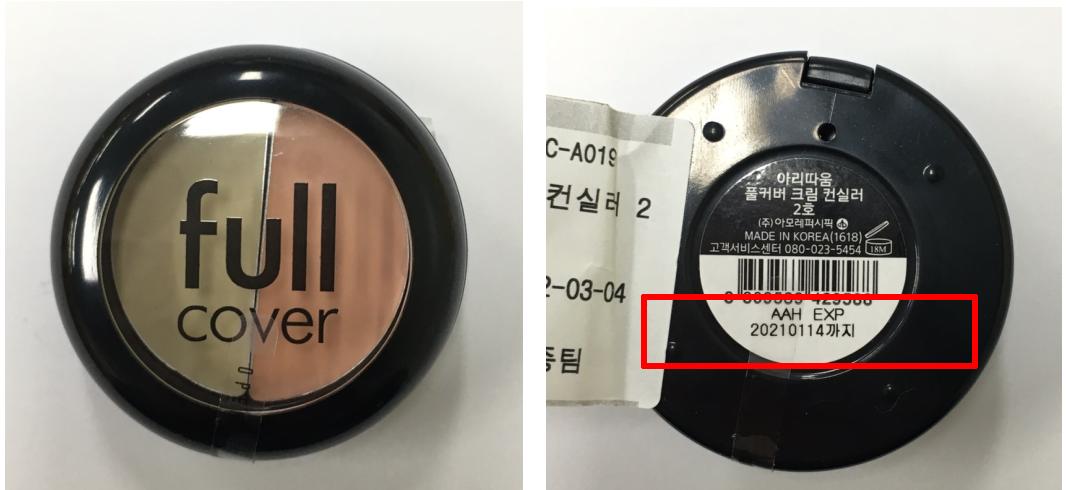 full
cover
C-A019
컨실러 2
2-03-04
아리따움
풀커버 크림 컨실러
2호
(주)아모레퍼시픽
MADE IN KOREA(1618)
고객서비스센터 080-023-5454
18M
AAH EXP
20210114까지